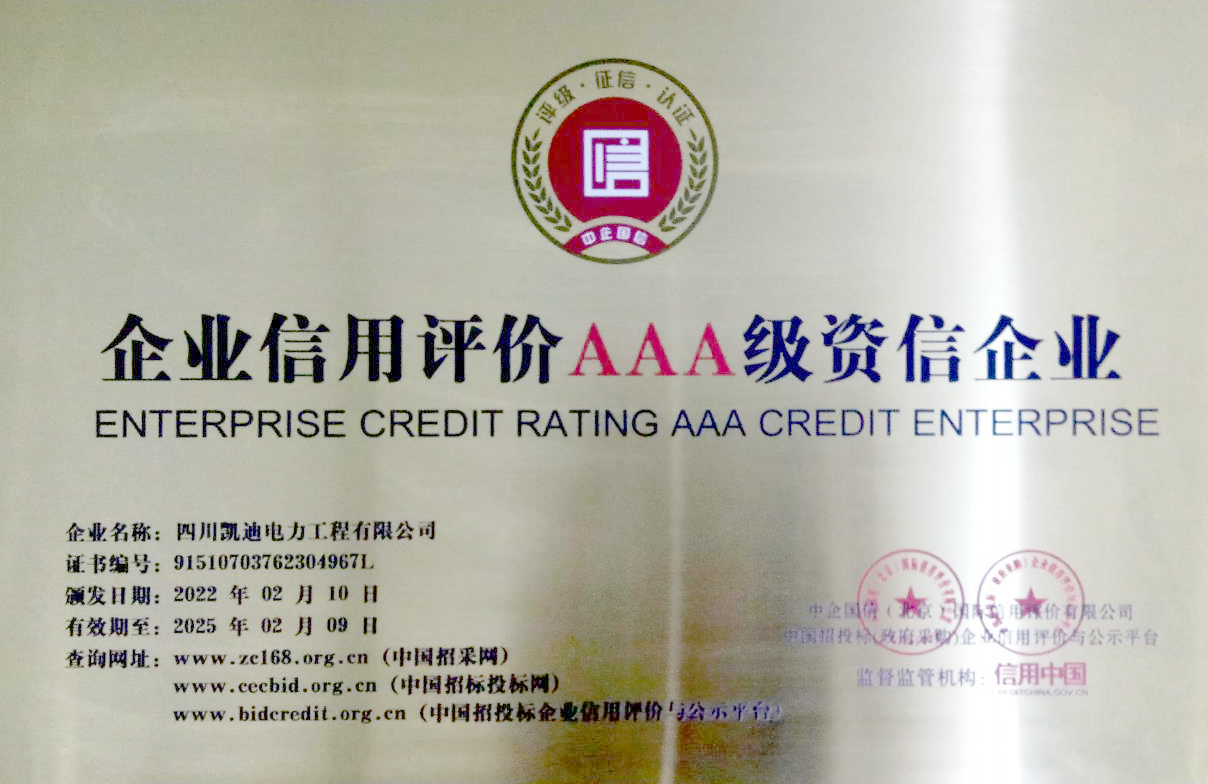 评级·征信·认证
信
中企国信
企业信用评价AAA级资信企业
ENTERPRISE CREDIT RATING AAA CREDIT ENTERPRISE
企业名称：四川凯迪电力工程有限公司
证书编号：91510703762304967L
颁发日期：2022 年 02 月 10 日
有效期至：2025 年 02 月 09 日
查询网址：www.zc168.org.cn（中国招采网）
www.cecbid.org.cn（中国招标投标网）
www.bidcredit.org.cn（中国招投标企业信用评价与公示平台）
中企国信（北京）国际信用评价有限公司
中国招投标(政府采购)企业信用评价与公示平台
监督监管机构：信用中国